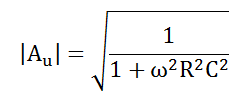 |Aᵤ| = √(1 / (1 + ω²R²C²))